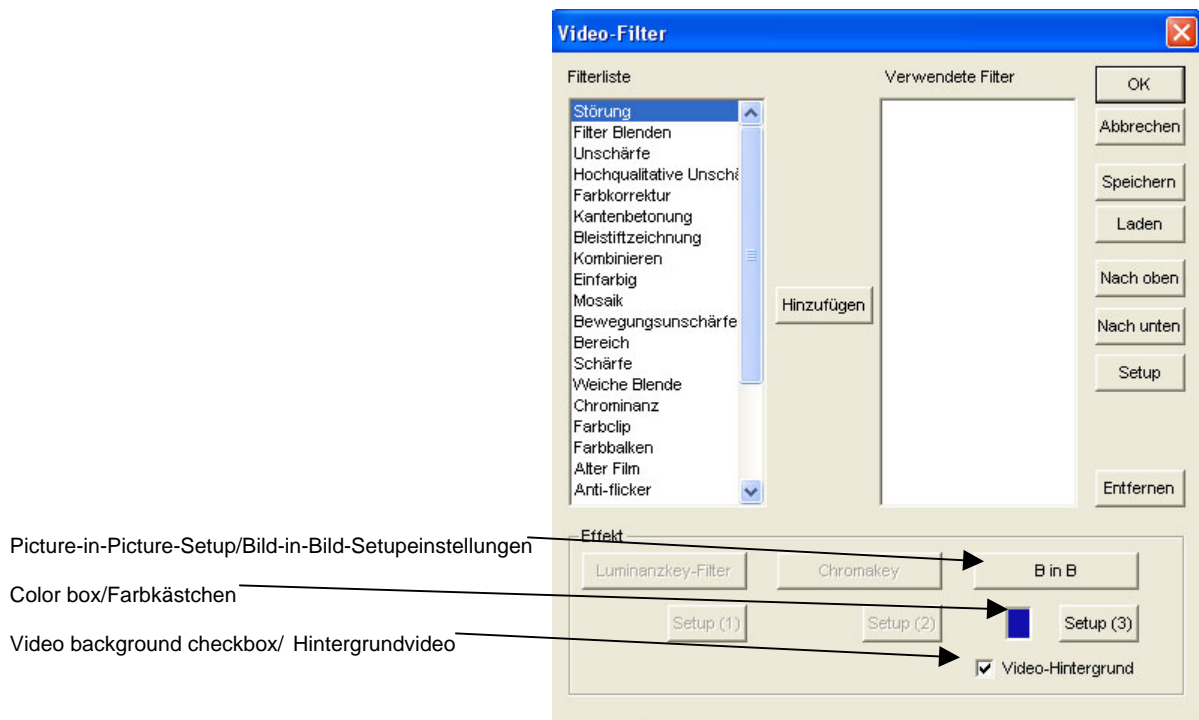 Video-Filter
Filterliste
Verwendete Filter
OK
Störung
Filter Blenden
Abbrechen
Unschärfe
Hochqualitative Unschä
Speichern
Farbkorrektur
Kantenbetonung
Laden
Bleistiftzeichnung
Kombinieren
Einfarbig
Nach oben
Mosaik
Hinzufügen
Bewegungsunschärfe
Nach unten
Bereich
Schärfe
Setup
Weiche Blende
Chrominanz
Farbclip
Farbbalken
Alter Film
Anti-flicker
Entfernen
Effekt
Picture-in-Picture-Setup/Bild-in-Bild-Setupeinstellungen
Luminanzkey-Filter
Chromakey
B in B
Color box/Farbkästchen
Setup (1)
Setup (2)
Setup (3)
Video background checkbox/ Hintergrundvideo
Video-Hintergrund